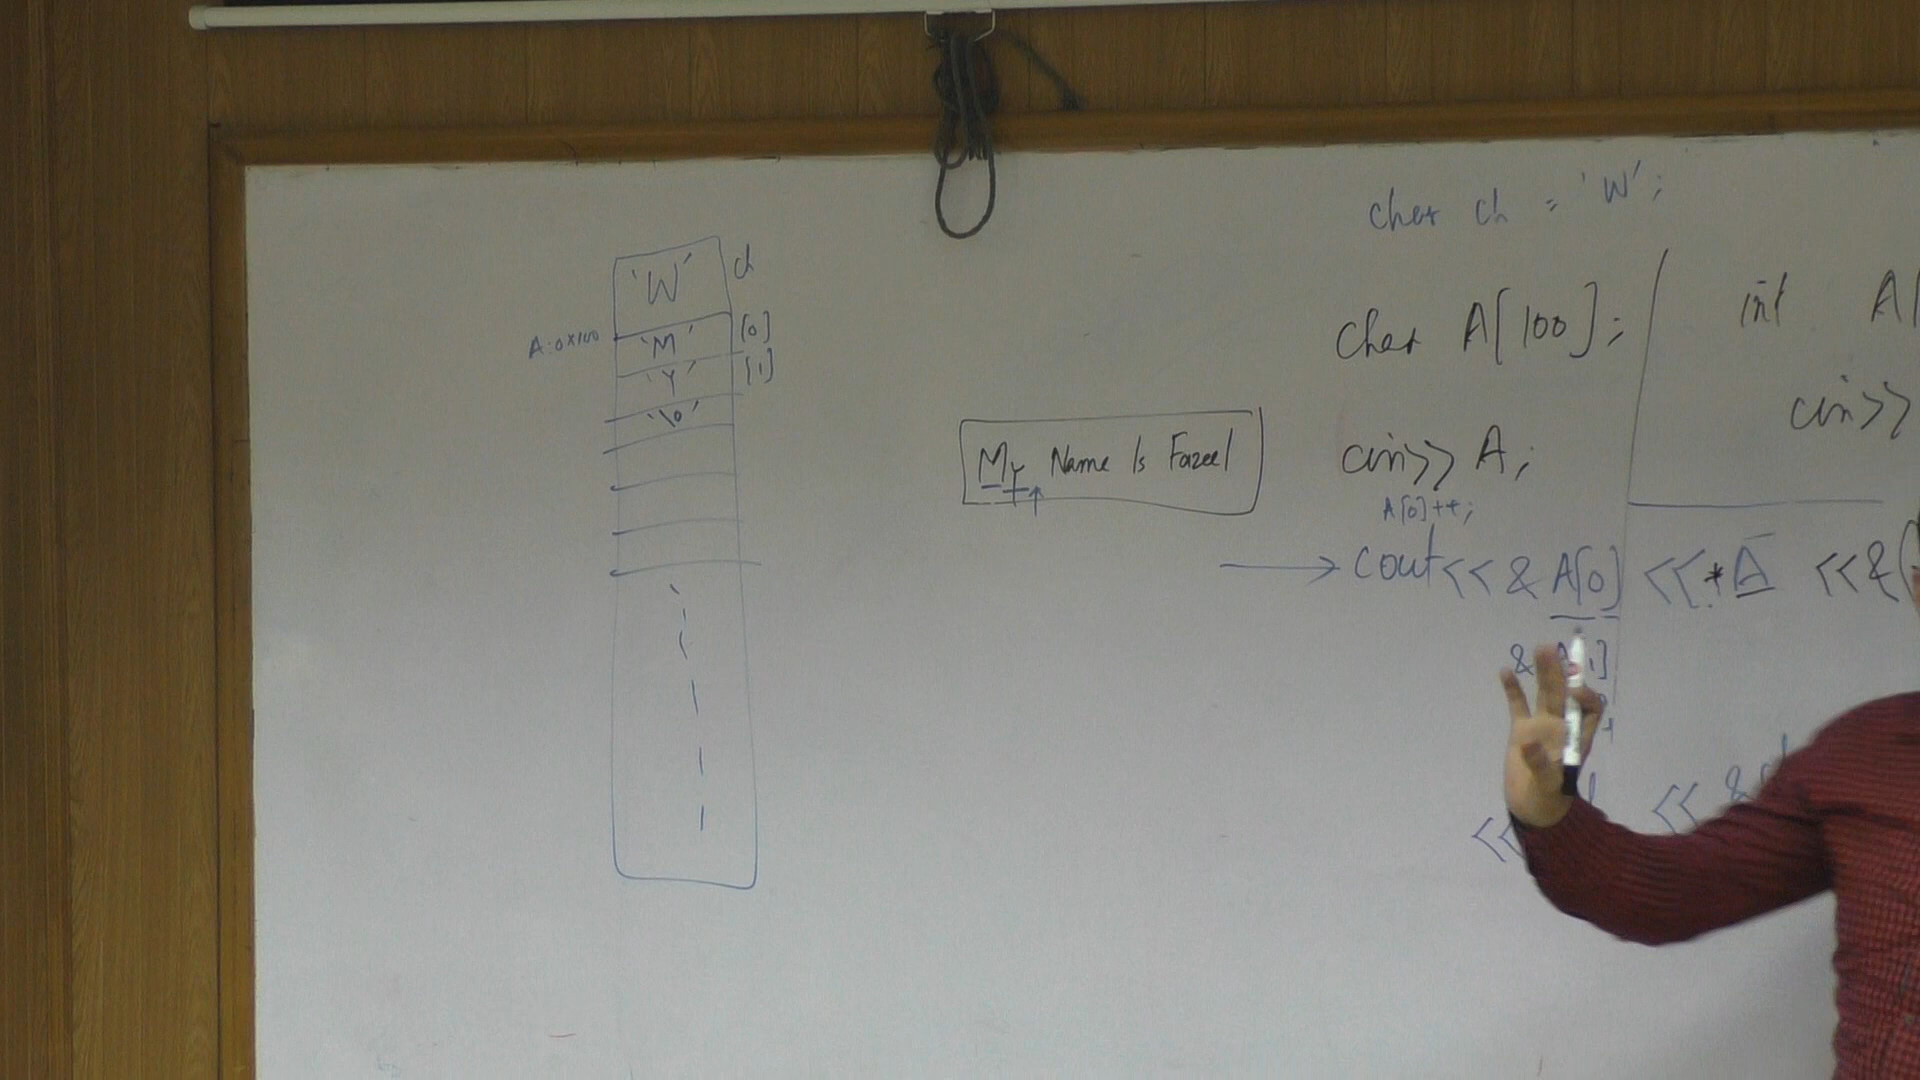 char ch = 'W';
'W' ch
A:0x100 'M' [0]
'Y' [1]
'\0'
char A[100];
int A[
cin>>
My Name Is Fazeel
cin>> A;
A[0]++;
cout<< & A[0] << *A <<&(
& A[1]
<<
<< &